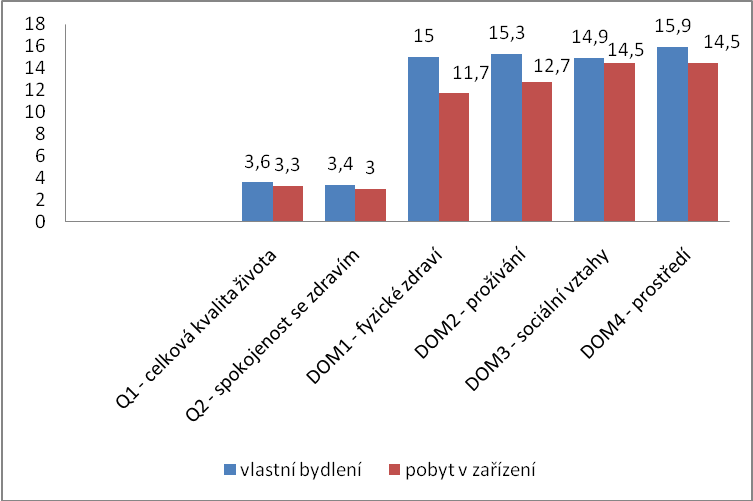 18
16
14
12
10
8
6
4
2
0
3,6
3,3
3,4
3
15
11,7
15,3
12,7
14,9
14,5
15,9
14,5
Q1 - celková kvalita života
Q2 - spokojenost se zdravím
DOM1 - fyzické zdraví
DOM2 - prožívání
DOM3 - sociální vztahy
DOM4 - prostředí
vlastní bydlení
pobyt v zařízení